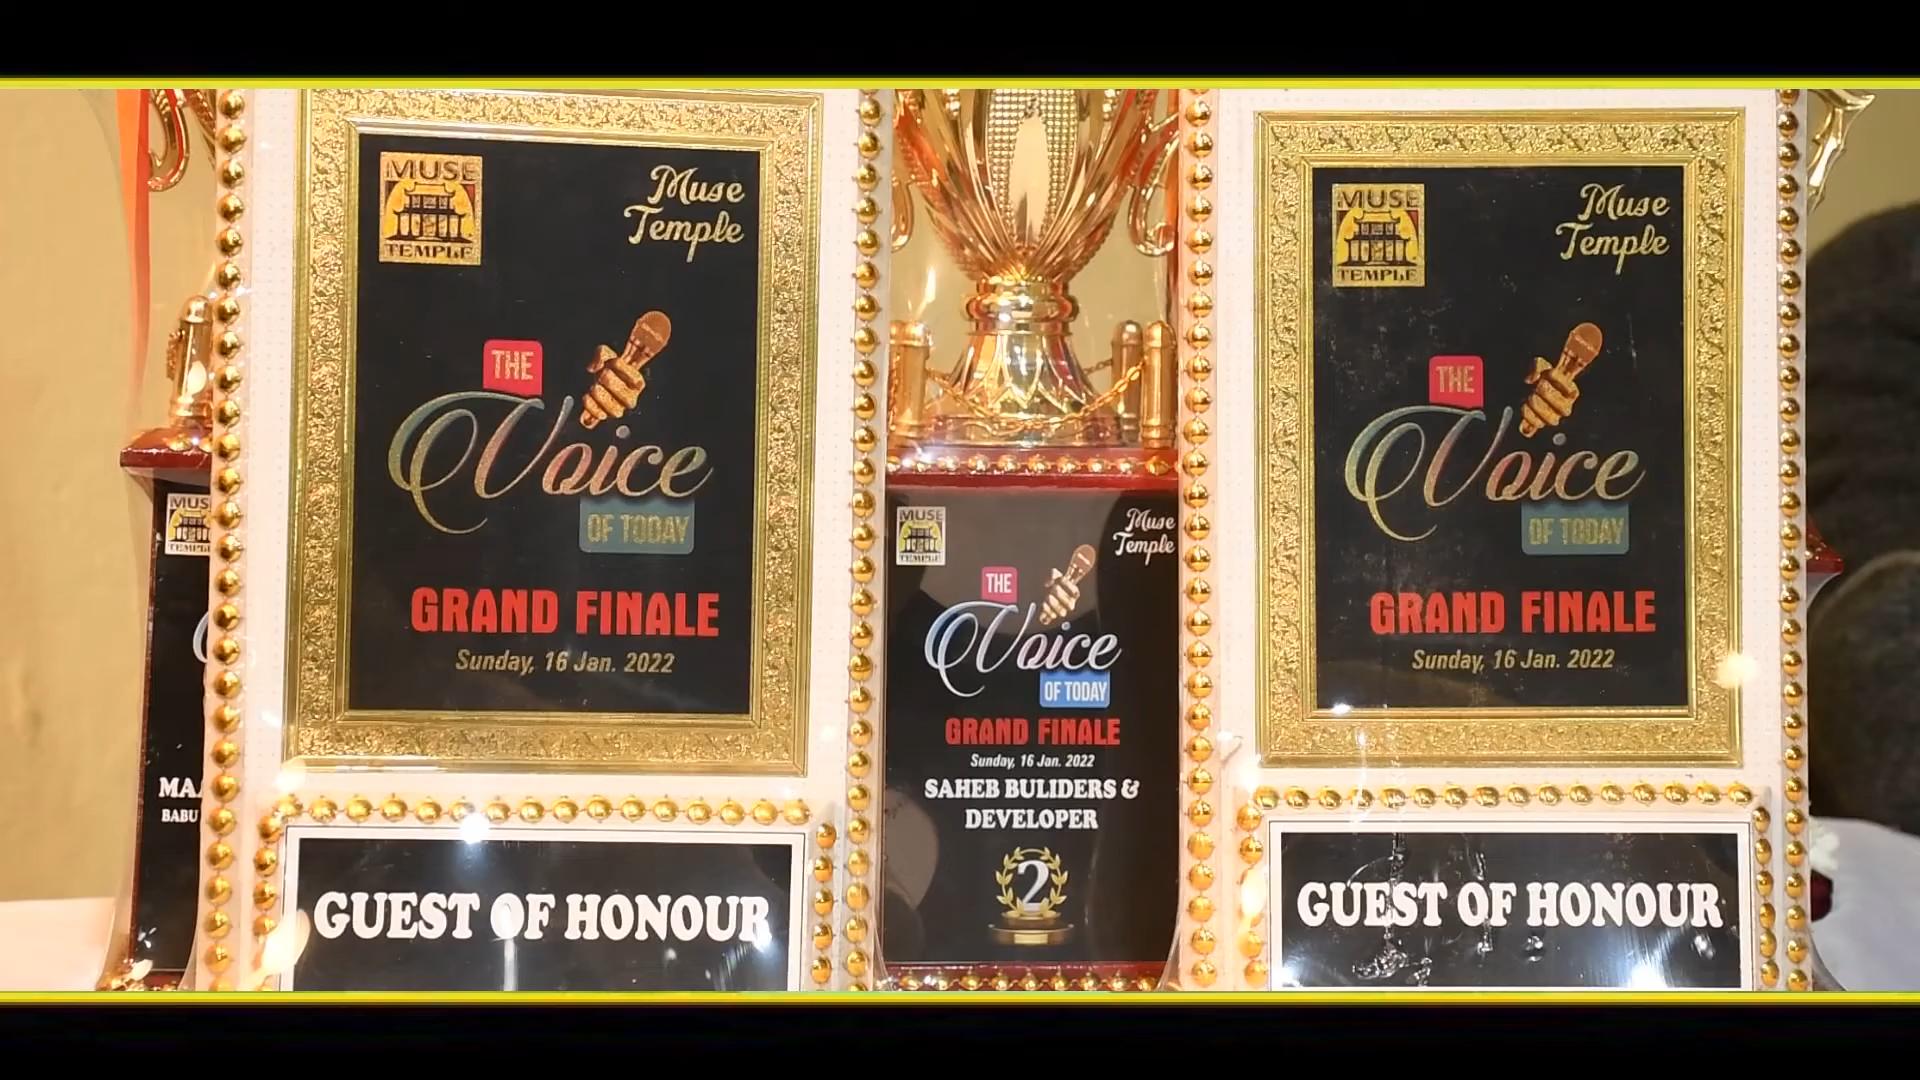 MUSE
TEMPLE
Muse
Temple
THE
Voice
OF TODAY
GRAND FINALE
Sunday, 16 Jan. 2022
GUEST OF HONOUR
MUSE
TEMPLE
Muse
Temple
THE
Voice
OF TODAY
GRAND FINALE
Sunday, 16 Jan. 2022
SAHEB BULIDERS &
DEVELOPER
2
MUSE
TEMPLE
Muse
Temple
THE
Voice
OF TODAY
GRAND FINALE
Sunday, 16 Jan. 2022
GUEST OF HONOUR
BABU